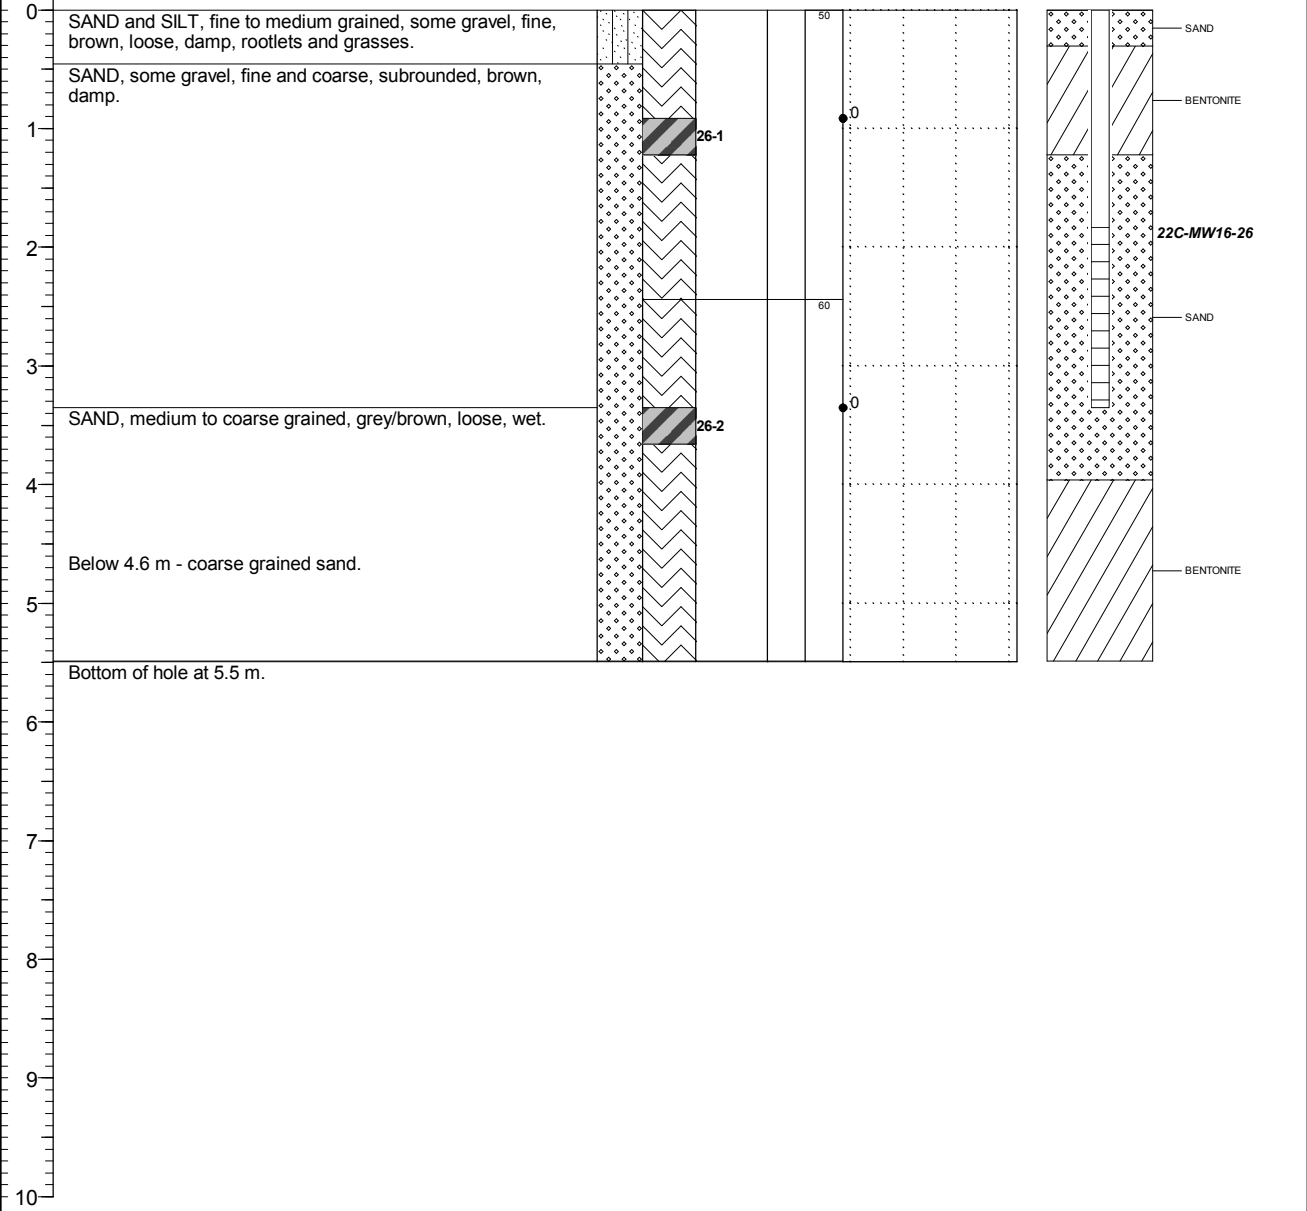 0
SAND and SILT, fine to medium grained, some gravel, fine,
brown, loose, damp, rootlets and grasses.
50
SAND
SAND, some gravel, fine and coarse, subrounded, brown,
damp.
BENTONITE
0
1
26-1
2
22C-MW16-26
60
SAND
3
0
SAND, medium to coarse grained, grey/brown, loose, wet.
26-2
4
Below 4.6 m - coarse grained sand.
BENTONITE
5
Bottom of hole at 5.5 m.
6
7
8
9
10